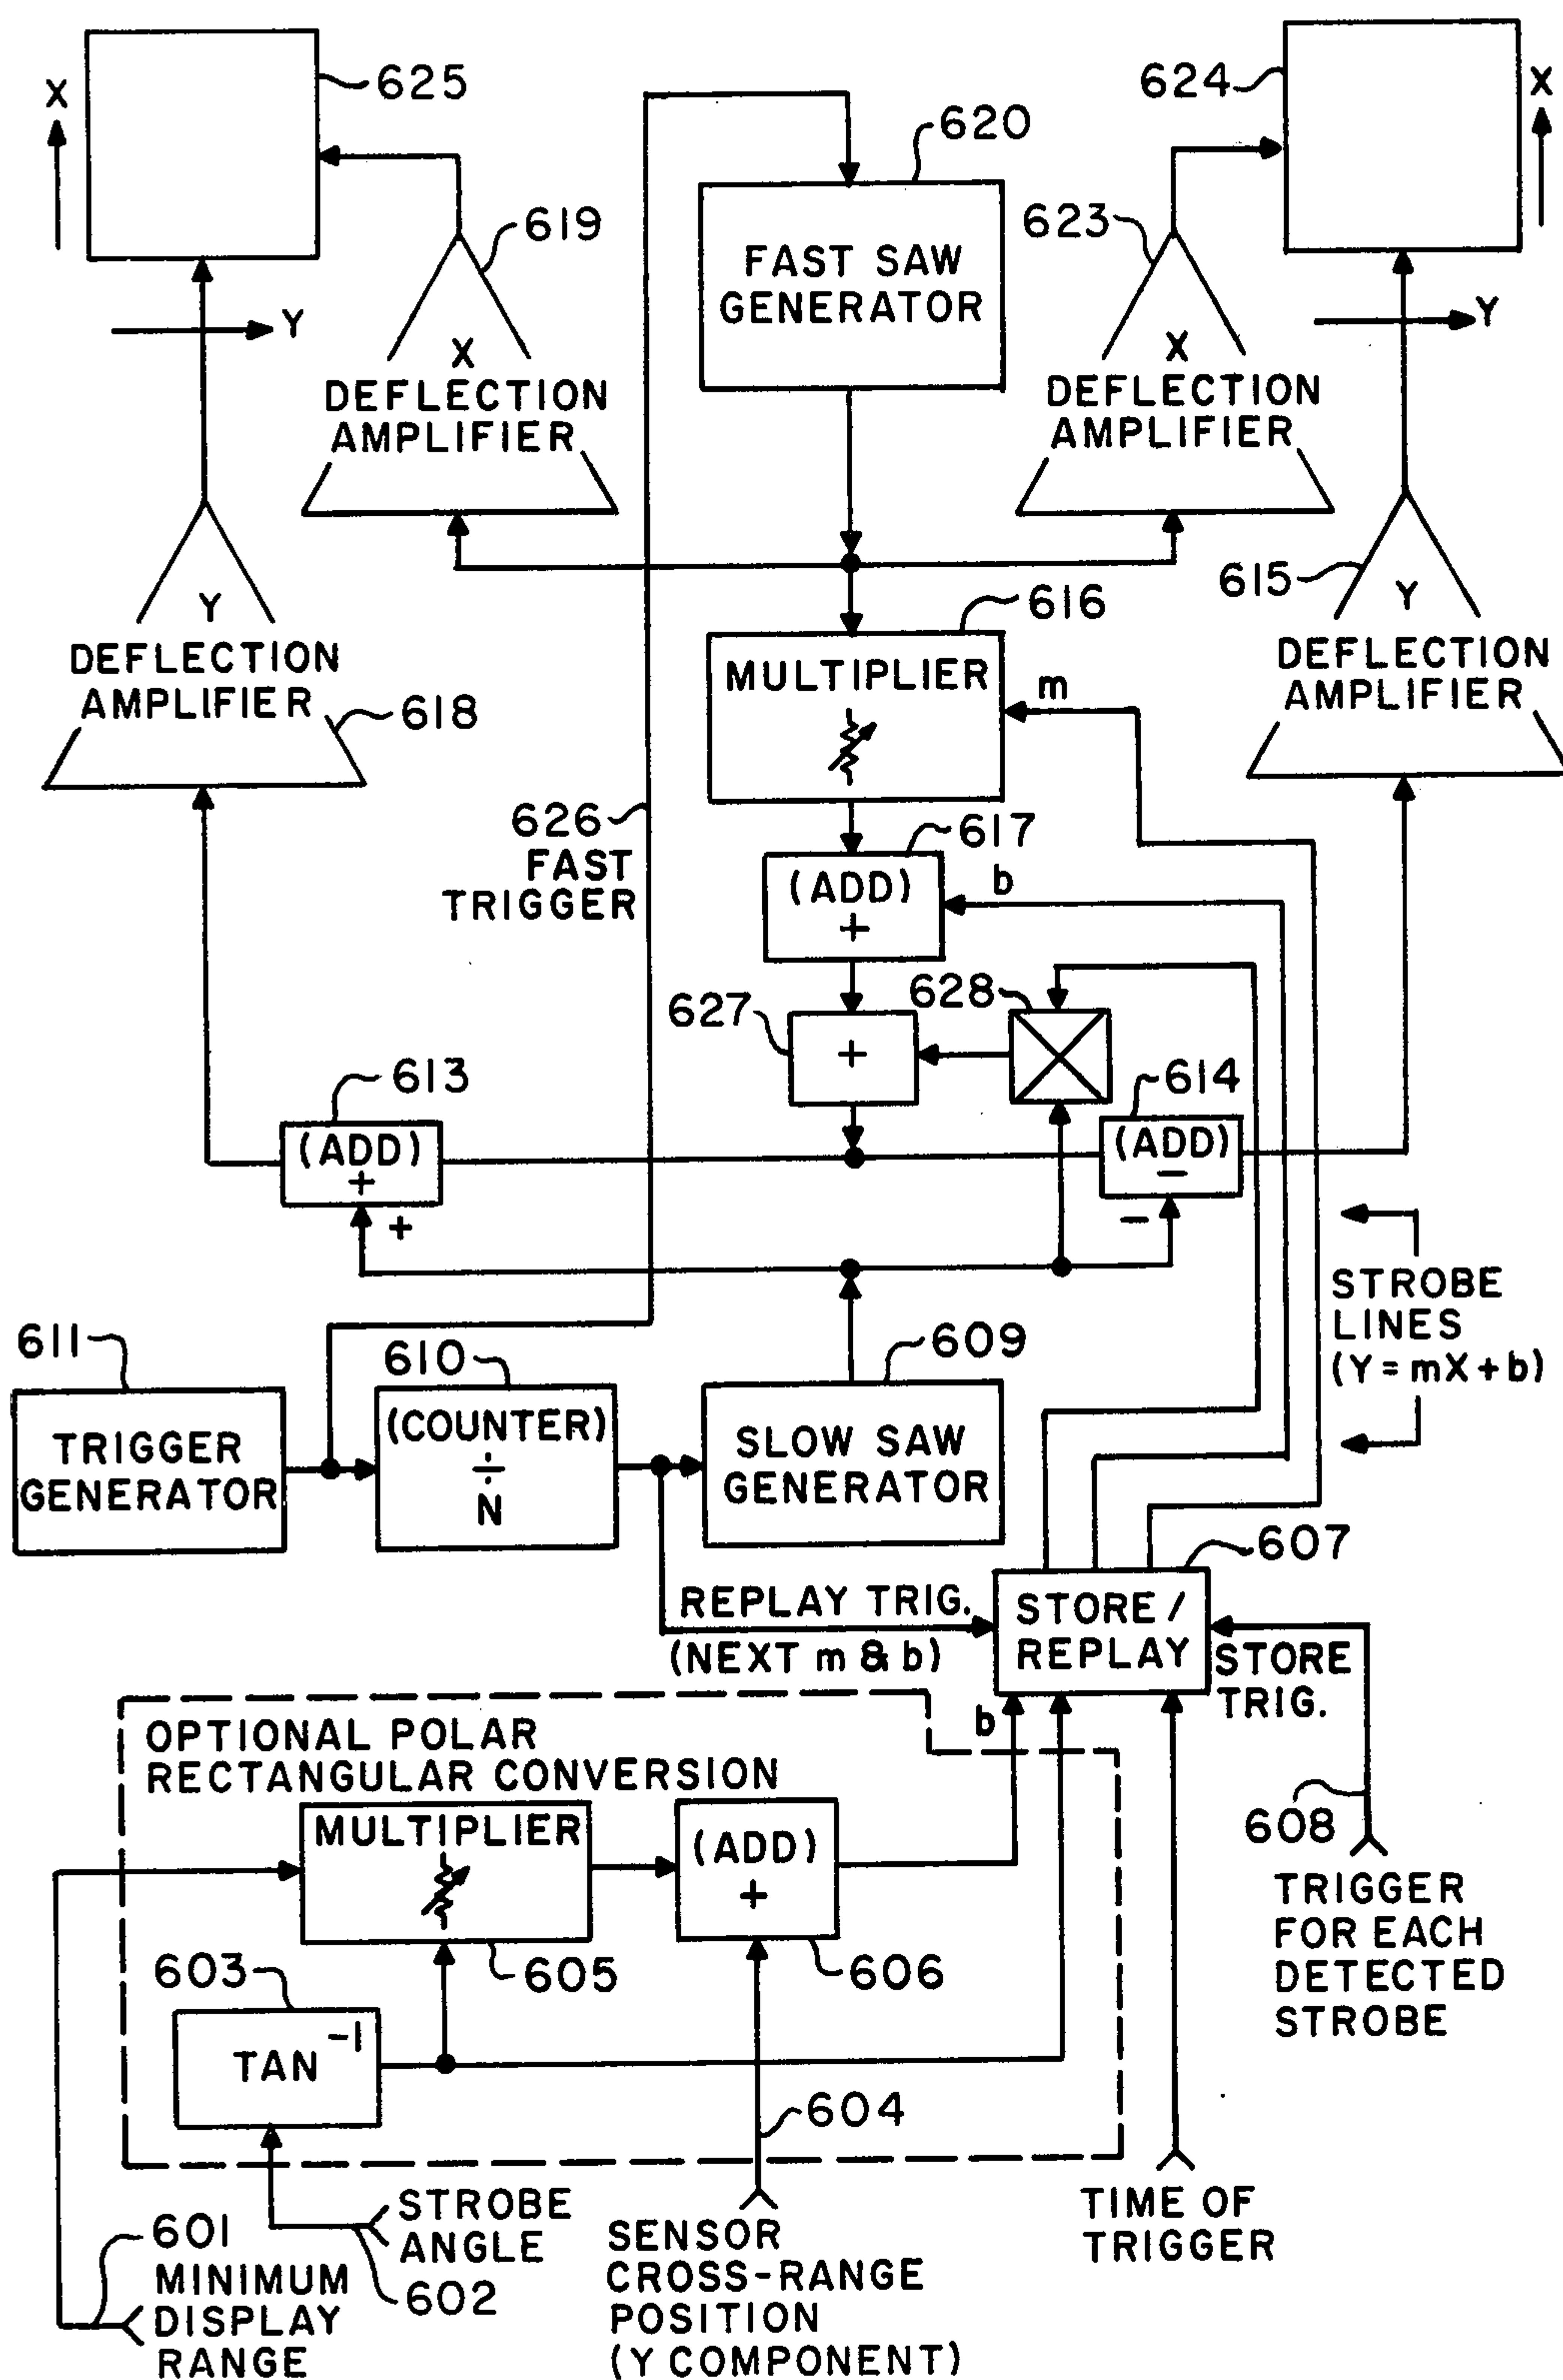 625
X
624
X
620
619
623
FAST SAW
GENERATOR
Y
Y
X
DEFLECTION
AMPLIFIER
X
DEFLECTION
AMPLIFIER
616
615
Y
DEFLECTION
AMPLIFIER
618
MULTIPLIER
m
Y
DEFLECTION
AMPLIFIER
626
FAST
TRIGGER
617
(ADD)
+
b
627
+
628
613
(ADD)
+
+
614
(ADD)
−
−
STROBE
LINES
(Y = mX + b)
611
TRIGGER
GENERATOR
610
(COUNTER)
÷
N
609
SLOW SAW
GENERATOR
607
REPLAY TRIG.
(NEXT m & b)
STORE /
REPLAY
STORE
TRIG.
OPTIONAL POLAR
RECTANGULAR CONVERSION
b
MULTIPLIER
(ADD)
+
608
TRIGGER
FOR EACH
DETECTED
STROBE
603
605
606
TAN⁻¹
604
601
MINIMUM
DISPLAY
RANGE
STROBE
ANGLE
602
SENSOR
CROSS-RANGE
POSITION
(Y COMPONENT)
TIME OF
TRIGGER